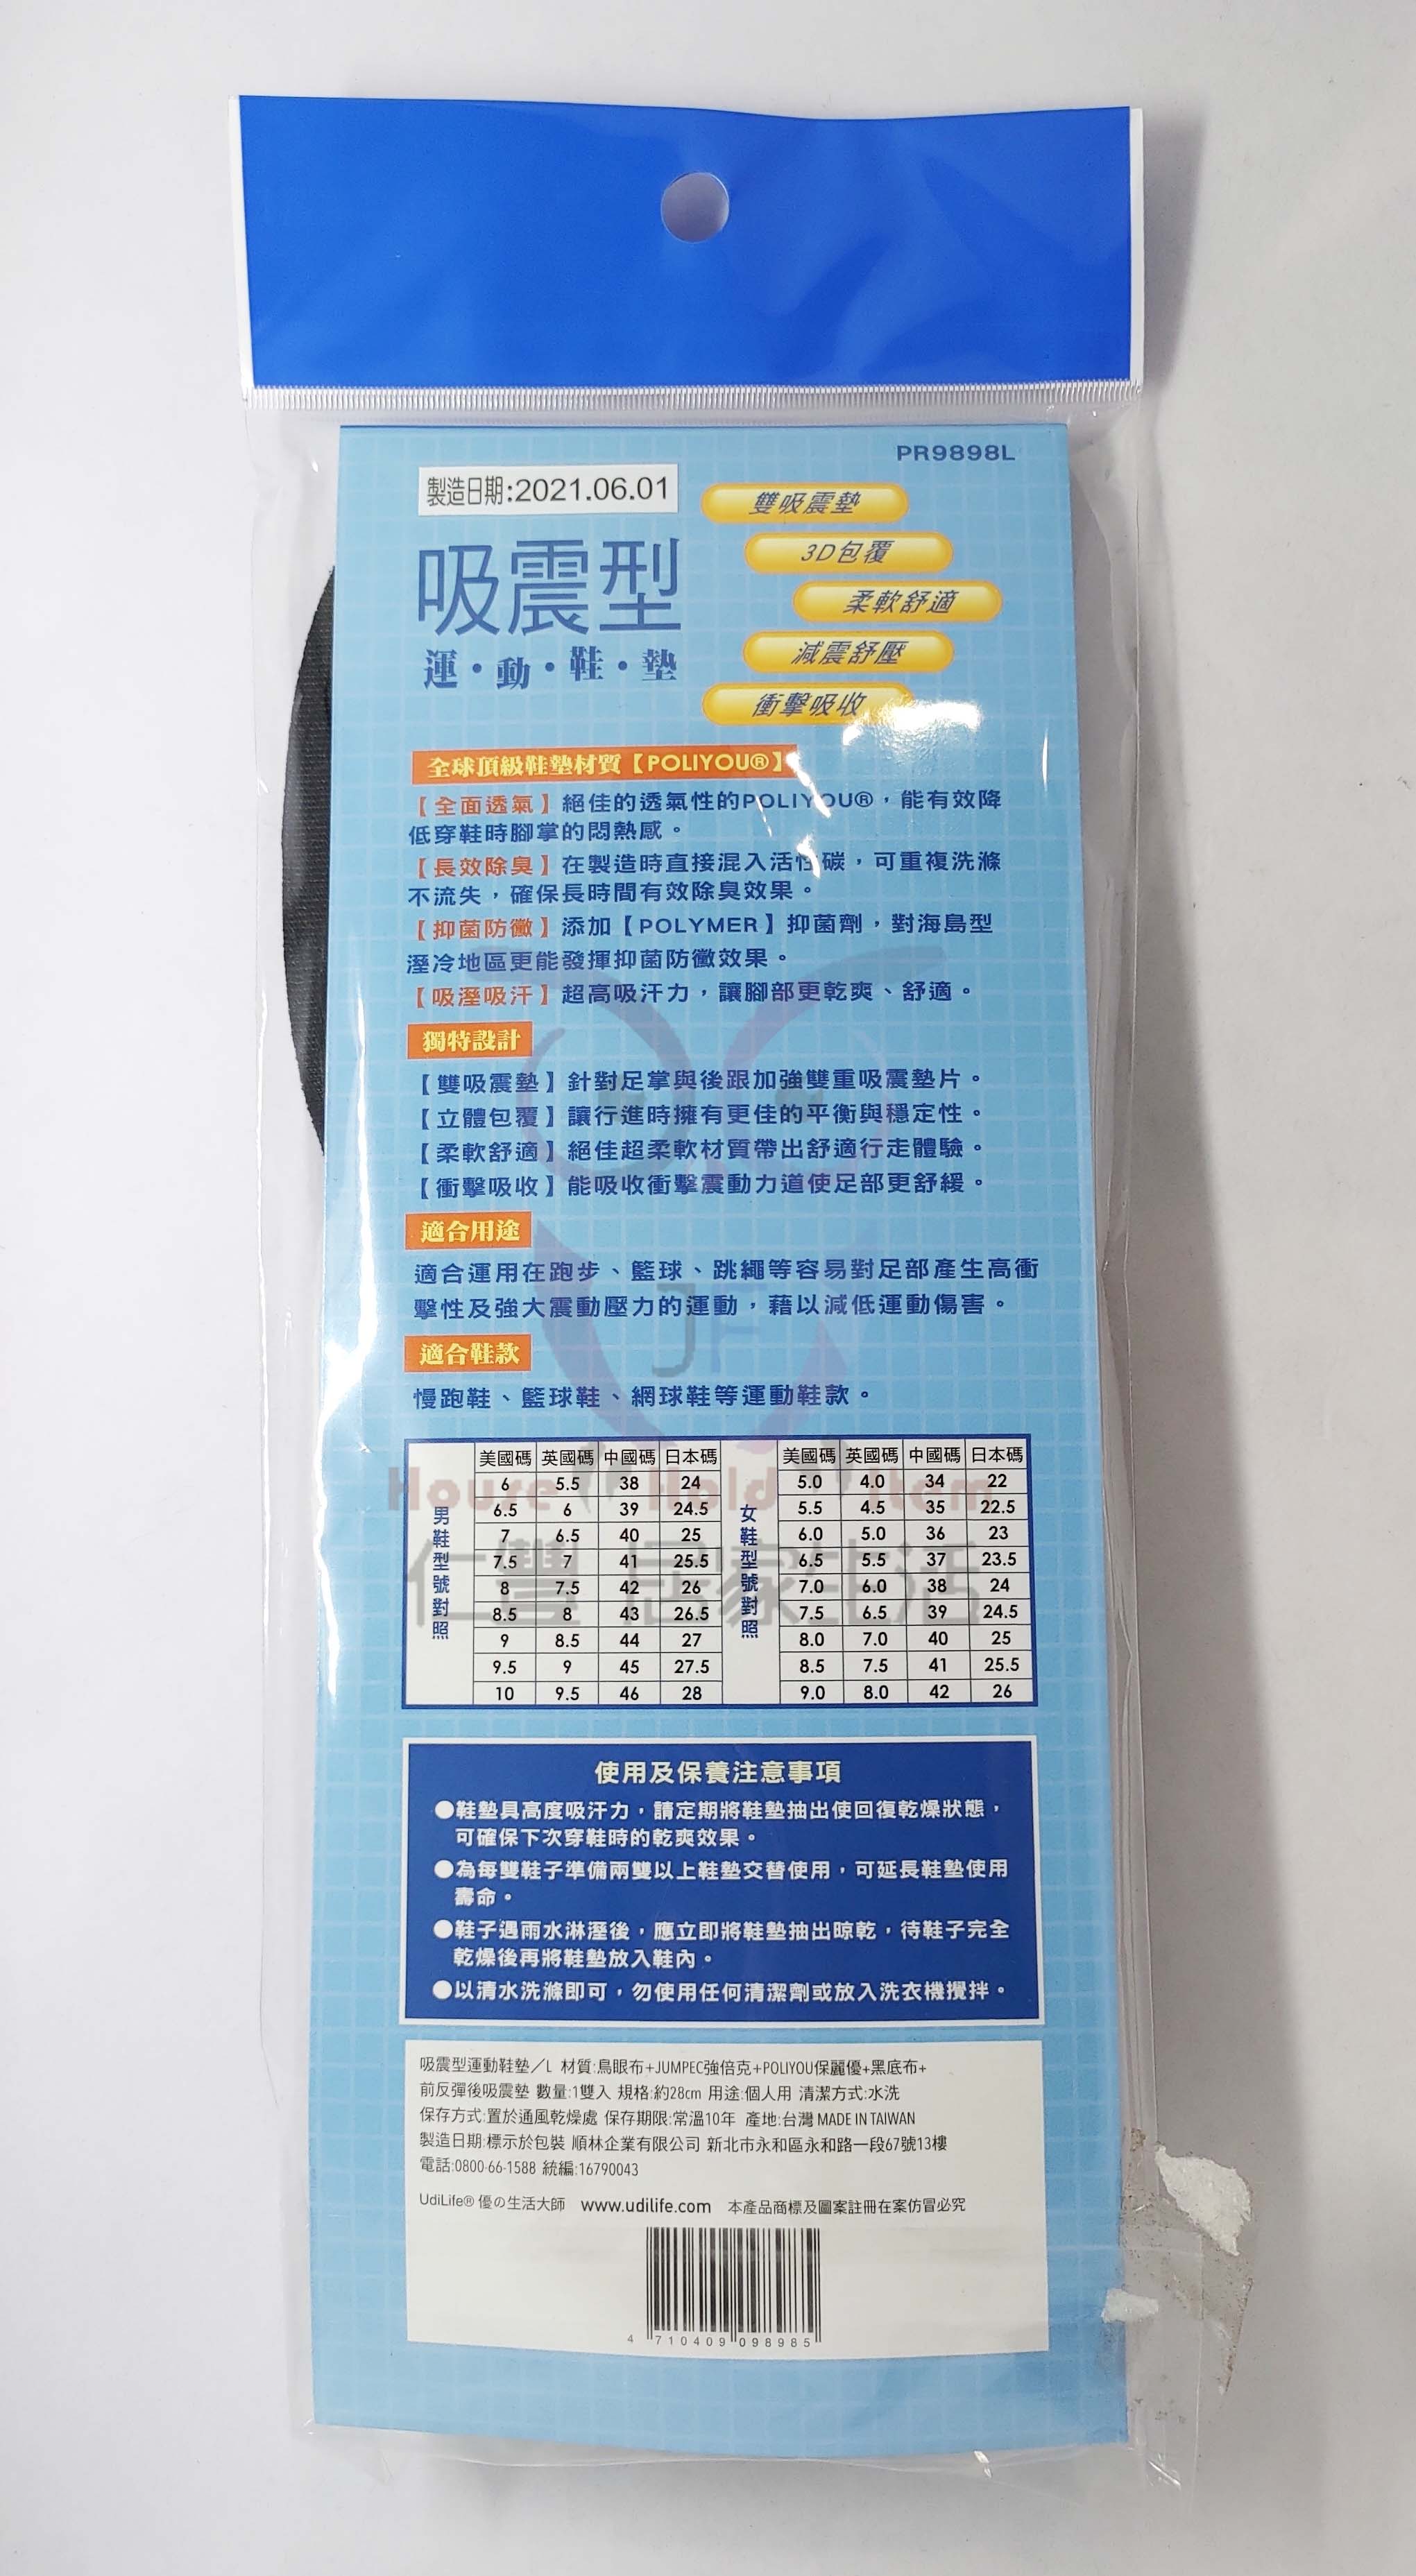 PR9898L
製造日期:2021.06.01
吸震型
運・動・鞋・墊
雙吸震墊
3D包覆
柔軟舒適
減震舒壓
衝擊吸收
全球頂級鞋墊材質【POLIYOU®】
【全面透氣】絕佳的透氣性的POLIYOU®,能有效降
低穿鞋時腳掌的悶熱感。
【長效除臭】在製造時直接混入活性碳,可重複洗滌
不流失,確保長時間有效除臭效果。
【抑菌防黴】添加【POLYMER】抑菌劑,對海島型
溼冷地區更能發揮抑菌防黴效果。
【吸溼吸汗】超高吸汗力,讓腳部更乾爽、舒適。
獨特設計
【雙吸震墊】針對足掌與後跟加強雙重吸震墊片。
【立體包覆】讓行進時擁有更佳的平衡與穩定性。
【柔軟舒適】絕佳超柔軟材質帶出舒適行走體驗。
【衝擊吸收】能吸收衝擊震動力道使足部更舒緩。
適合用途
適合運用在跑步、籃球、跳繩等容易對足部產生高衝
擊性及強大震動壓力的運動,藉以減低運動傷害。
JF
適合鞋款
慢跑鞋、籃球鞋、網球鞋等運動鞋款。
男鞋型號對照
美國碼 英國碼 中國碼 日本碼
6 5.5 38 24
6.5 6 39 24.5
7 6.5 40 25
7.5 7 41 25.5
8 7.5 42 26
8.5 8 43 26.5
9 8.5 44 27
9.5 9 45 27.5
10 9.5 46 28
女鞋型號對照
美國碼 英國碼 中國碼 日本碼
5.0 4.0 34 22
5.5 4.5 35 22.5
6.0 5.0 36 23
6.5 5.5 37 23.5
7.0 6.0 38 24
7.5 6.5 39 24.5
8.0 7.0 40 25
8.5 7.5 41 25.5
9.0 8.0 42 26
House Hold Item
仁豐 居家生活
使用及保養注意事項
●鞋墊具高度吸汗力,請定期將鞋墊抽出使回復乾燥狀態,
可確保下次穿鞋時的乾爽效果。
●為每雙鞋子準備兩雙以上鞋墊交替使用,可延長鞋墊使用
壽命。
●鞋子遇雨水淋溼後,應立即將鞋墊抽出晾乾,待鞋子完全
乾燥後再將鞋墊放入鞋內。
●以清水洗滌即可,勿使用任何清潔劑或放入洗衣機攪拌。
吸震型運動鞋墊/L 材質:鳥眼布+JUMPEC強倍克+POLIYOU保麗優+黑底布+
前反彈後吸震墊 數量:1雙入 規格:約28cm 用途:個人用 清潔方式:水洗
保存方式:置於通風乾燥處 保存期限:常溫10年 產地:台灣 MADE IN TAIWAN
製造日期:標示於包裝 順林企業有限公司 新北市永和區永和路一段67號13樓
電話:0800-66-1588 統編:16790043
UdiLife® 優の生活大師 www.udilife.com 本產品商標及圖案註冊在案仿冒必究
4 710409 098985